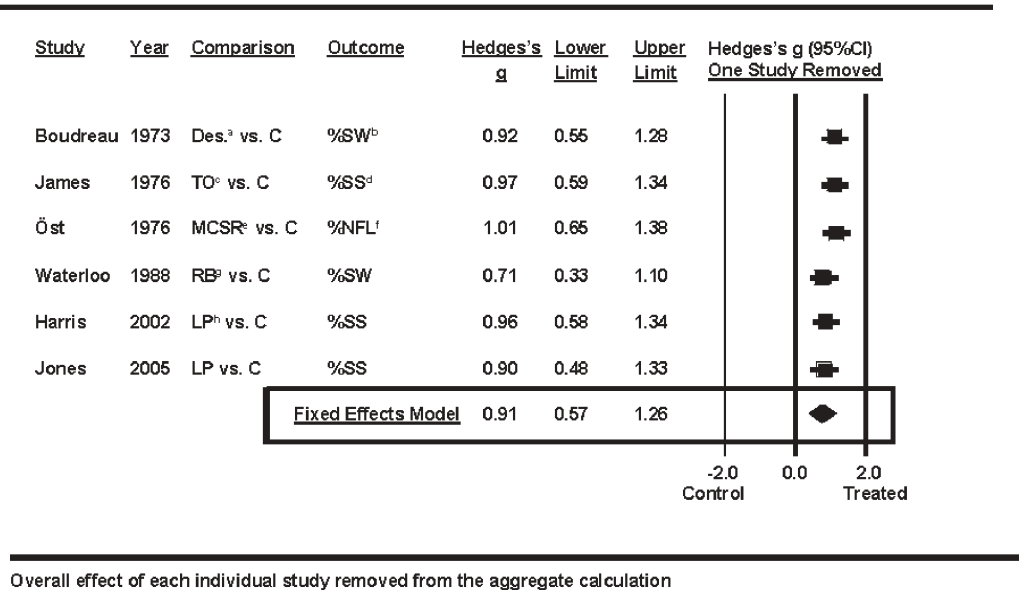 Study Year Comparison Outcome Hedges's g Lower Limit Upper Limit Hedges's g (95%CI) One Study Removed
Boudreau 1973 Des.ᵃ vs. C %SWᵇ 0.92 0.55 1.28
James 1976 TOᶜ vs. C %SSᵈ 0.97 0.59 1.34
Öst 1976 MCSRᵉ vs. C %NFLᶠ 1.01 0.65 1.38
Waterloo 1988 RBᵍ vs. C %SW 0.71 0.33 1.10
Harris 2002 LPʰ vs. C %SS 0.96 0.58 1.34
Jones 2005 LP vs. C %SS 0.90 0.48 1.33
Fixed Effects Model 0.91 0.57 1.26
-2.0 0.0 2.0
Control Treated
Overall effect of each individual study removed from the aggregate calculation